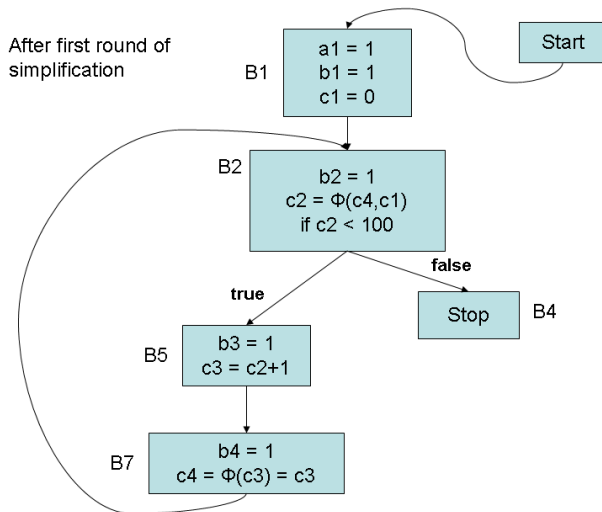 After first round of
simplification
Start
B1
a1 = 1
b1 = 1
c1 = 0
B2
b2 = 1
c2 = Φ(c4,c1)
if c2 < 100
true
false
Stop
B4
B5
b3 = 1
c3 = c2+1
B7
b4 = 1
c4 = Φ(c3) = c3